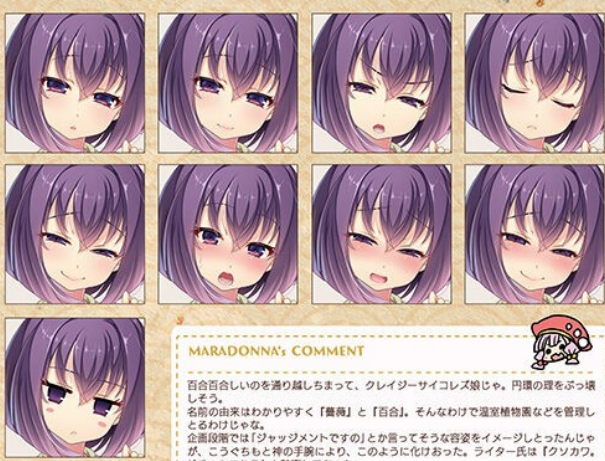 MARADONNA's COMMENT
百合百合しいのを通り越しちまって、クレイジーサイコレズ娘じゃ。円環の理をぶっ壊
しそう。
名前の由来はわかりやすく『薔薇』と『百合』。そんなわけで温室植物園などを管理し
とるわけじゃな。
企画段階では「ジャッジメントですの」とか言ってそうな容姿をイメージしとったんじゃ
が、こうぐちもと神の手腕により、このように化けおった。ライター氏は『クソカワ。